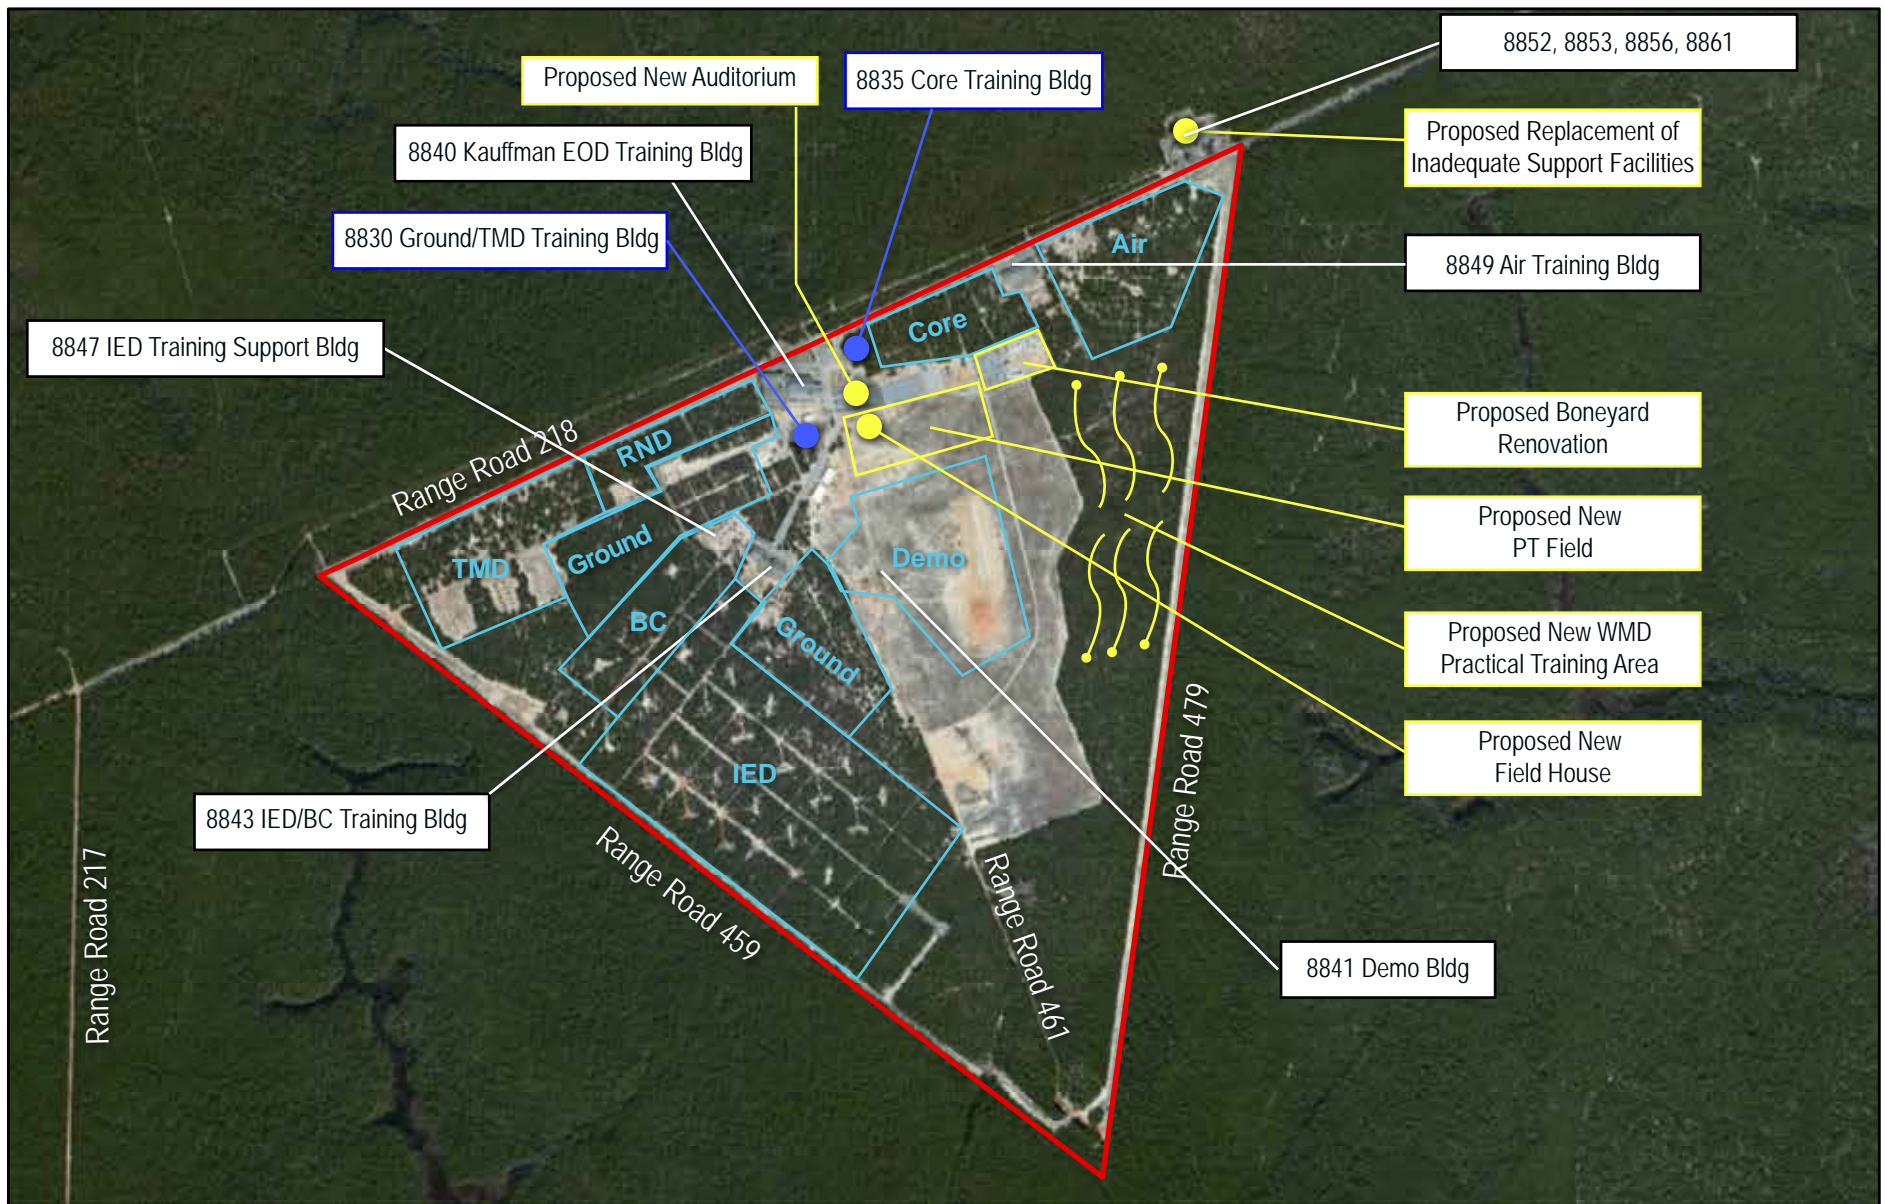 8852, 8853, 8856, 8861
Proposed New Auditorium
8835 Core Training Bldg
Proposed Replacement of
Inadequate Support Facilities
8840 Kauffman EOD Training Bldg
8830 Ground/TMD Training Bldg
Air
8849 Air Training Bldg
Core
8847 IED Training Support Bldg
Proposed Boneyard
Renovation
Range Road 218
RND
Proposed New
PT Field
Ground
TMD
Demo
BC
Ground
Proposed New WMD
Practical Training Area
Range Road 479
Proposed New
Field House
IED
8843 IED/BC Training Bldg
Range Road 459
Range Road 461
Range Road 217
8841 Demo Bldg